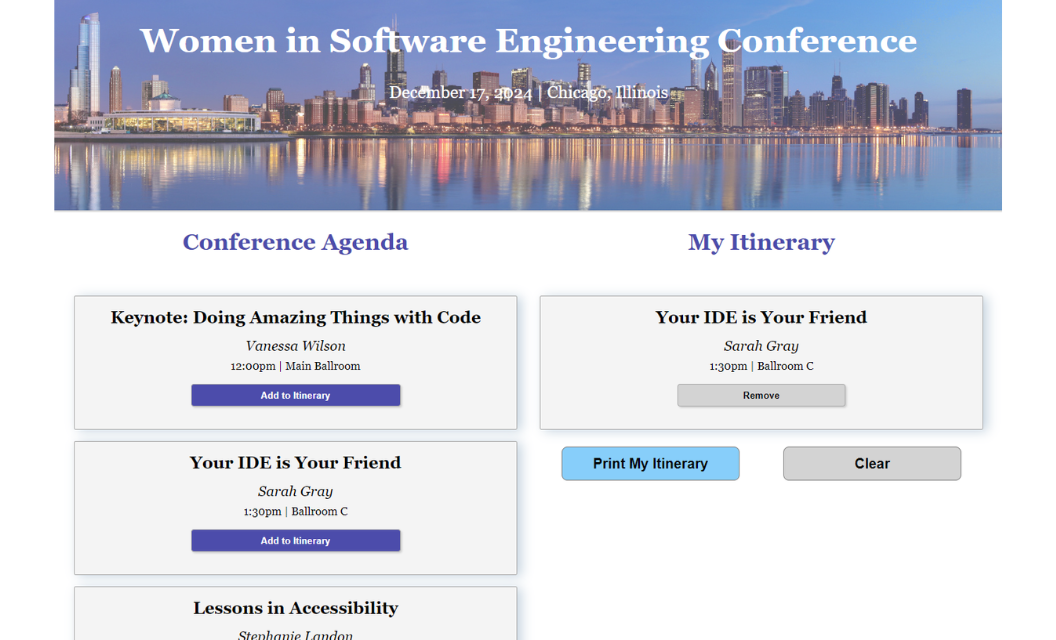 Women in Software Engineering Conference
December 17, 2024 | Chicago, Illinois
Conference Agenda
Keynote: Doing Amazing Things with Code
Vanessa Wilson
12:00pm | Main Ballroom
Add to Itinerary
Your IDE is Your Friend
Sarah Gray
1:30pm | Ballroom C
Add to Itinerary
Lessons in Accessibility
Stephanie Landon
My Itinerary
Your IDE is Your Friend
Sarah Gray
1:30pm | Ballroom C
Remove
Print My Itinerary
Clear